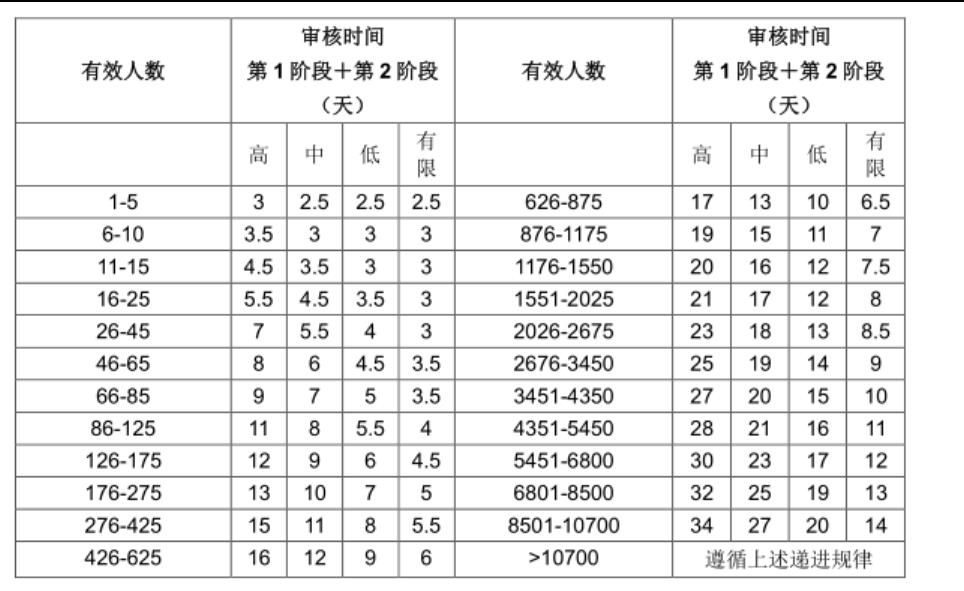 有效人数 审核时间 第1阶段＋第2阶段 （天） 有效人数 审核时间 第1阶段＋第2阶段 （天）
高 中 低 有限 高 中 低 有限
1-5 3 2.5 2.5 2.5 626-875 17 13 10 6.5
6-10 3.5 3 3 3 876-1175 19 15 11 7
11-15 4.5 3.5 3 3 1176-1550 20 16 12 7.5
16-25 5.5 4.5 3.5 3 1551-2025 21 17 12 8
26-45 7 5.5 4 3 2026-2675 23 18 13 8.5
46-65 8 6 4.5 3.5 2676-3450 25 19 14 9
66-85 9 7 5 3.5 3451-4350 27 20 15 10
86-125 11 8 5.5 4 4351-5450 28 21 16 11
126-175 12 9 6 4.5 5451-6800 30 23 17 12
176-275 13 10 7 5 6801-8500 32 25 19 13
276-425 15 11 8 5.5 8501-10700 34 27 20 14
426-625 16 12 9 6 >10700 遵循上述递进规律